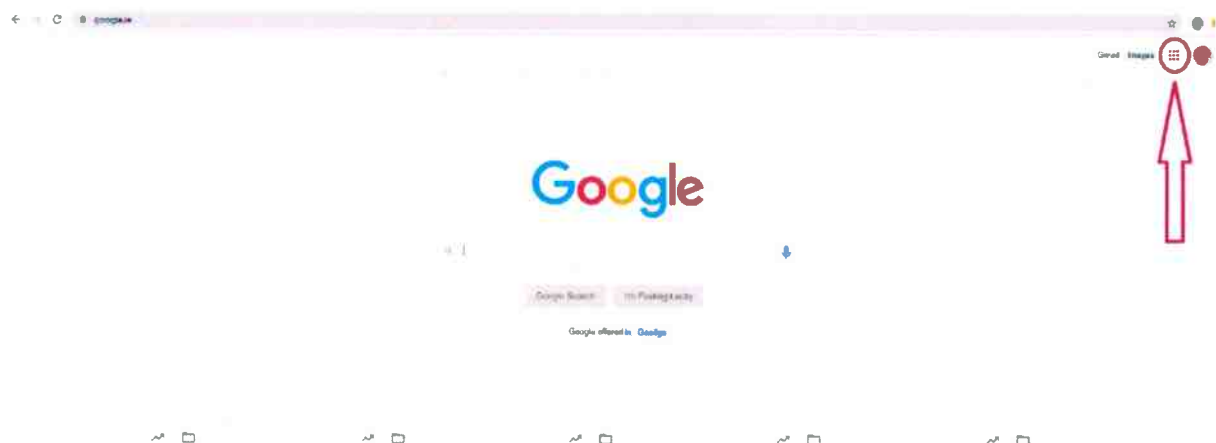 google.ie
Gmail Images
Google
Google Search I'm Feeling Lucky
Google offered in: Gaeilge